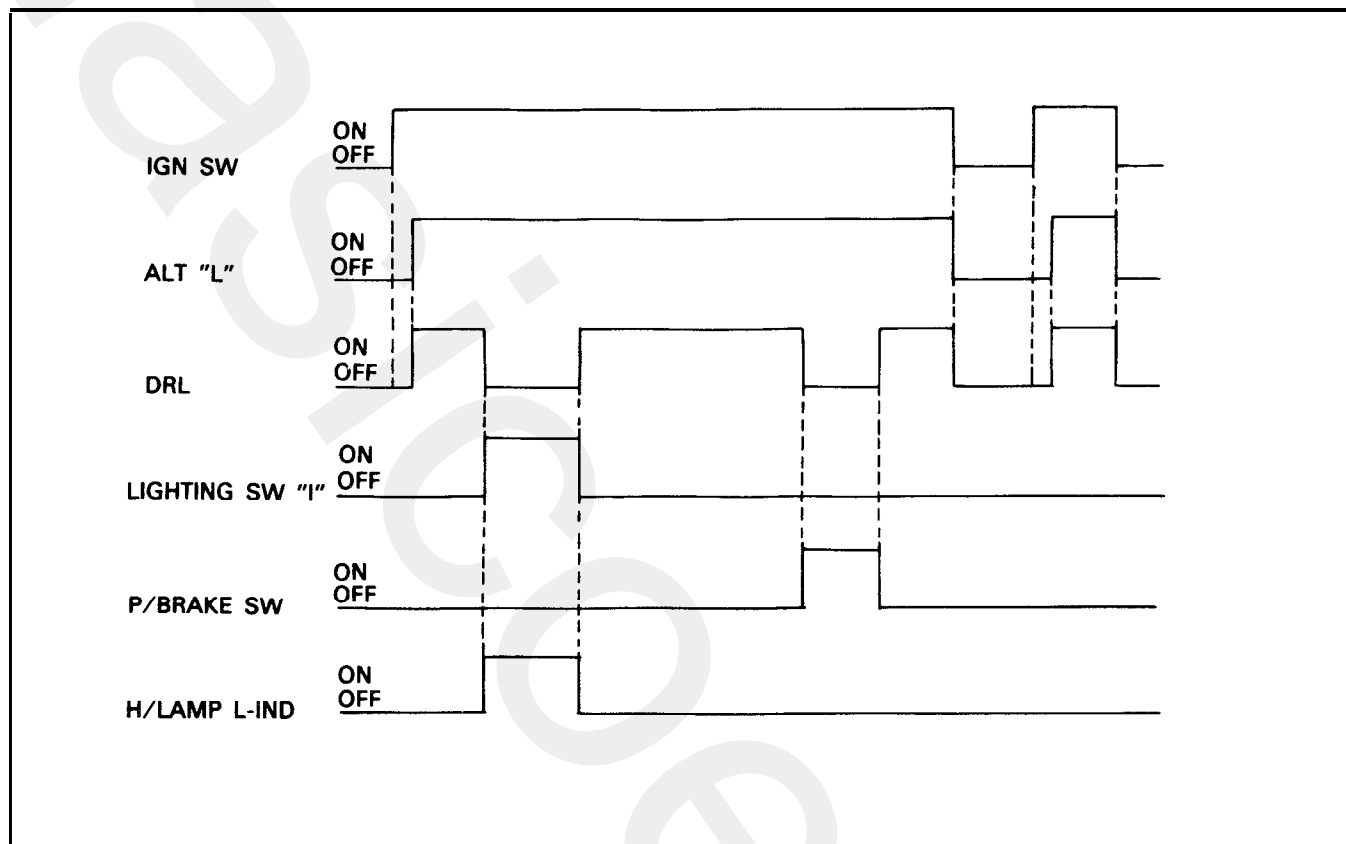 ON
OFF
IGN SW
ON
OFF
ALT "L"
ON
OFF
DRL
ON
OFF
LIGHTING SW "I"
ON
OFF
P/BRAKE SW
ON
OFF
H/LAMP L-IND